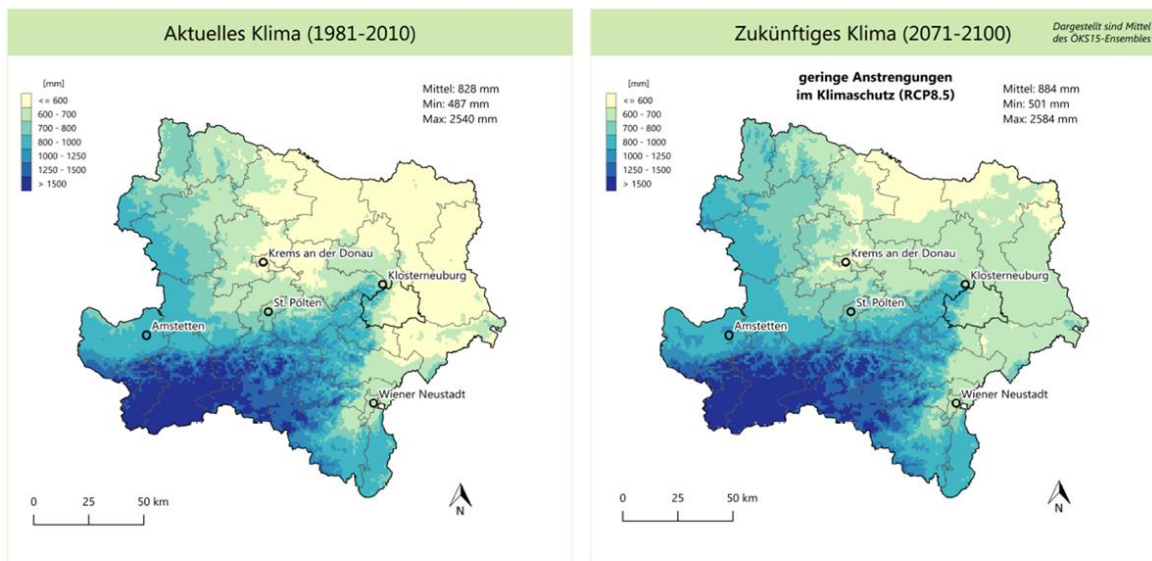 Aktuelles Klima (1981-2010)
[mm]
<= 600
600 - 700
700 - 800
800 - 1000
1000 - 1250
1250 - 1500
> 1500
Mittel: 828 mm
Min: 487 mm
Max: 2540 mm
Krems an der Donau
Klosterneuburg
St. Pölten
Amstetten
Wiener Neustadt
0 25 50 km
N
Zukünftiges Klima (2071-2100)
Dargestellt sind Mittel
des ÖKS15-Ensembles
geringe Anstrengungen
im Klimaschutz (RCP8.5)
[mm]
<= 600
600 - 700
700 - 800
800 - 1000
1000 - 1250
1250 - 1500
> 1500
Mittel: 884 mm
Min: 501 mm
Max: 2584 mm
Krems an der Donau
Klosterneuburg
St. Pölten
Amstetten
Wiener Neustadt
0 25 50 km
N